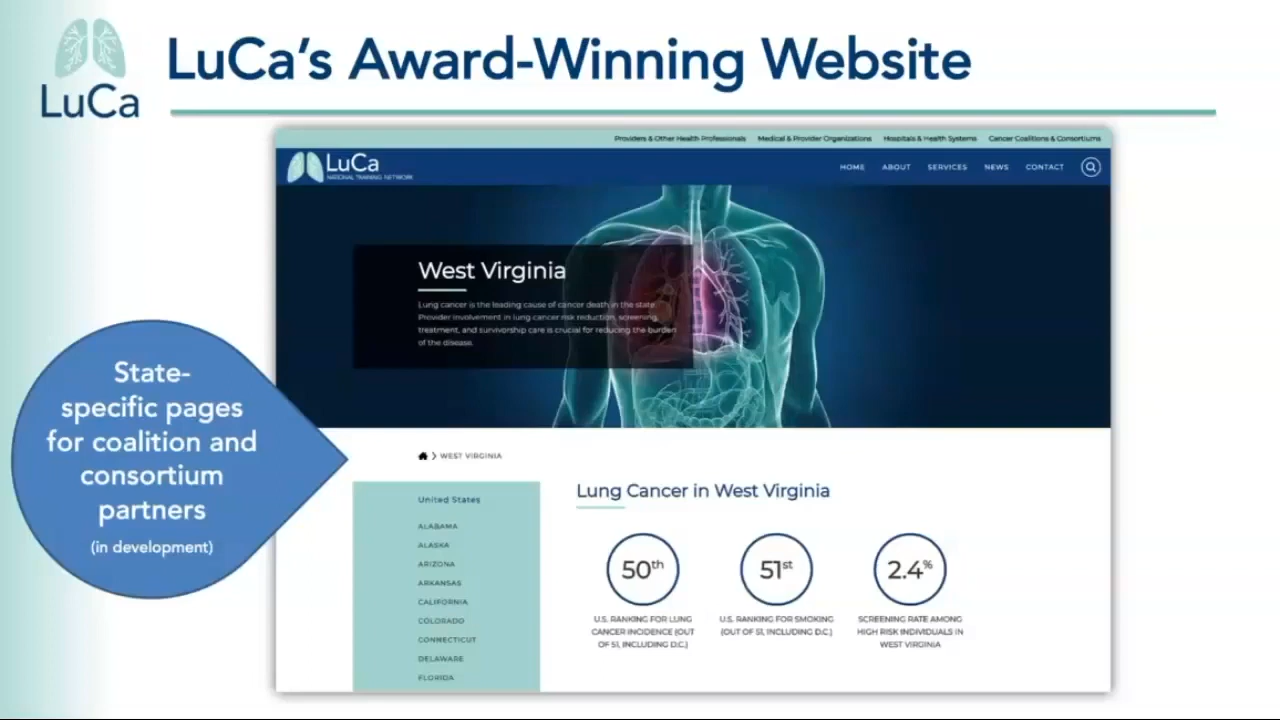 LuCa
LuCa's Award-Winning Website
Providers & Other Health Professionals Medical & Provider Organizations Hospitals & Health Systems Cancer Coalitions & Consortiums
LuCa
NATIONAL TRAINING NETWORK
HOME ABOUT SERVICES NEWS CONTACT
West Virginia
Lung cancer is the leading cause of cancer death in the state.
Provider involvement in lung cancer risk reduction, screening,
treatment, and survivorship care is crucial for reducing the burden
of the disease.
State-
specific pages
for coalition and
consortium
partners
(in development)
WEST VIRGINIA
United States
ALABAMA
ALASKA
ARIZONA
ARKANSAS
CALIFORNIA
COLORADO
CONNECTICUT
DELAWARE
FLORIDA
Lung Cancer in West Virginia
50th
U.S. RANKING FOR LUNG
CANCER INCIDENCE (OUT
OF 51, INCLUDING D.C.)
51st
U.S. RANKING FOR SMOKING
(OUT OF 51, INCLUDING D.C.)
2.4%
SCREENING RATE AMONG
HIGH RISK INDIVIDUALS IN
WEST VIRGINIA